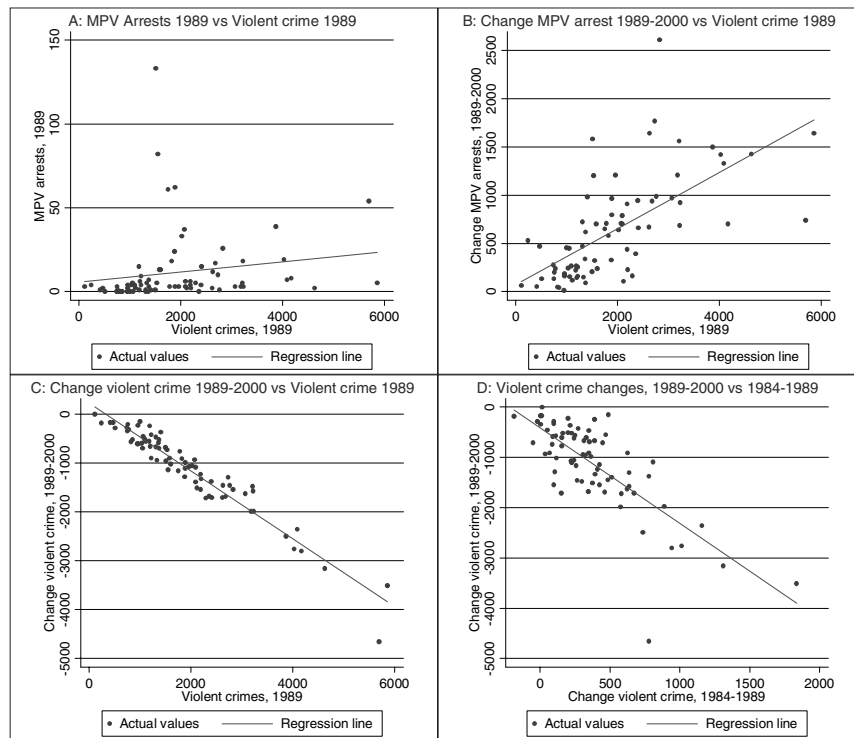 A: MPV Arrests 1989 vs Violent crime 1989
MPV arrests, 1989
150
100
50
0
0 2000 4000 6000
Violent crimes, 1989
Actual values Regression line
B: Change MPV arrest 1989-2000 vs Violent crime 1989
Change MPV arrests, 1989-2000
2500
2000
1500
1000
500
0
0 2000 4000 6000
Violent crimes, 1989
Actual values Regression line
C: Change violent crime 1989-2000 vs Violent crime 1989
Change violent crime, 1989-2000
0
-1000
-2000
-3000
-4000
-5000
0 2000 4000 6000
Violent crimes, 1989
Actual values Regression line
D: Violent crime changes, 1989-2000 vs 1984-1989
Change violent crime, 1989-2000
0
-1000
-2000
-3000
-4000
-5000
0 500 1000 1500 2000
Change violent crime, 1984-1989
Actual values Regression line